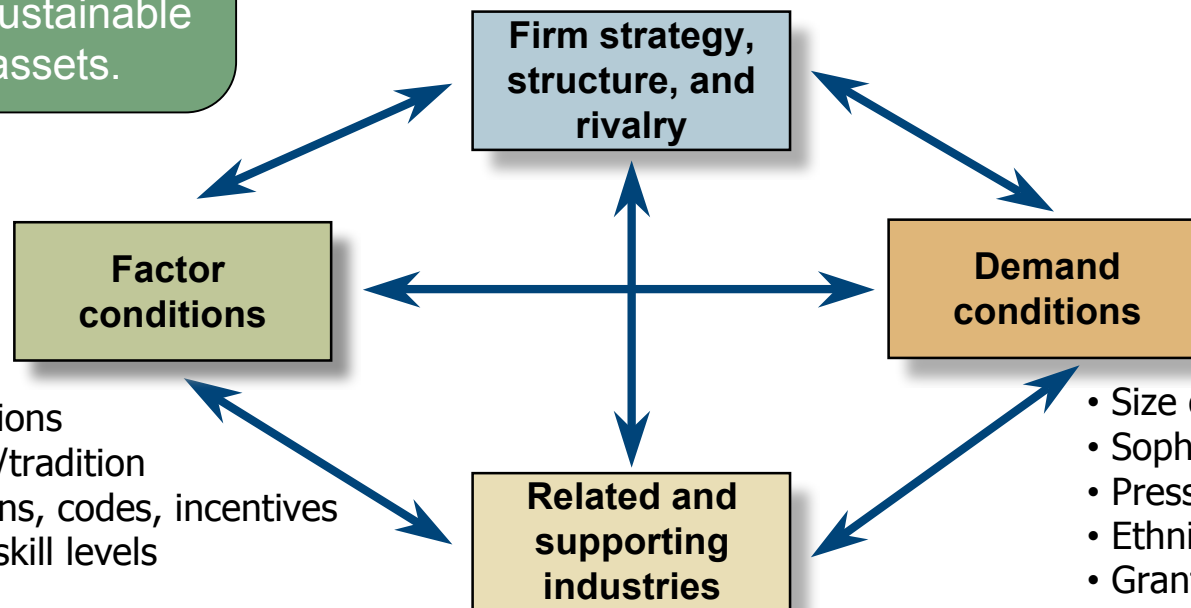 ustainable
assets.
Firm strategy,
structure, and
rivalry
Factor
conditions
Demand
conditions
ions
/tradition
ns, codes, incentives
skill levels
Related and
supporting
industries
• Size
• Soph
• Press
• Ethni
• Grant